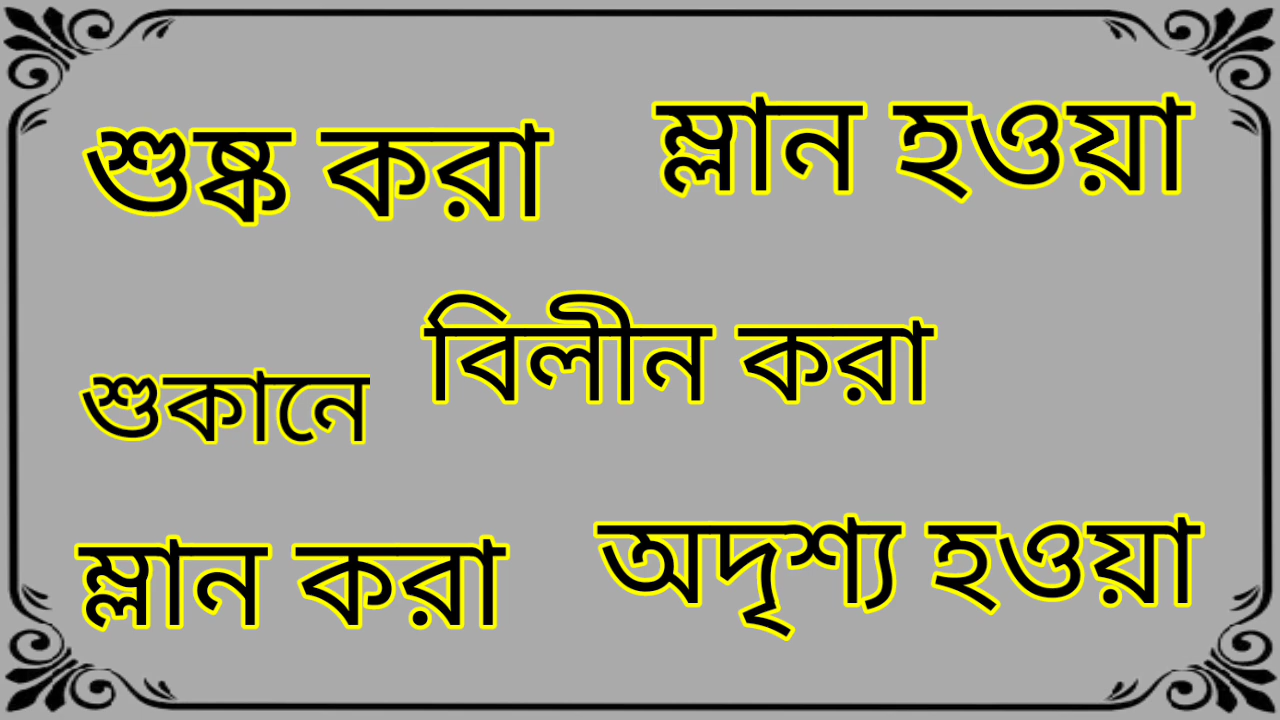 শুষ্ক করা
ম্লান হওয়া
শুকানে
বিলীন করা
ম্লান করা
অদৃশ্য হওয়া